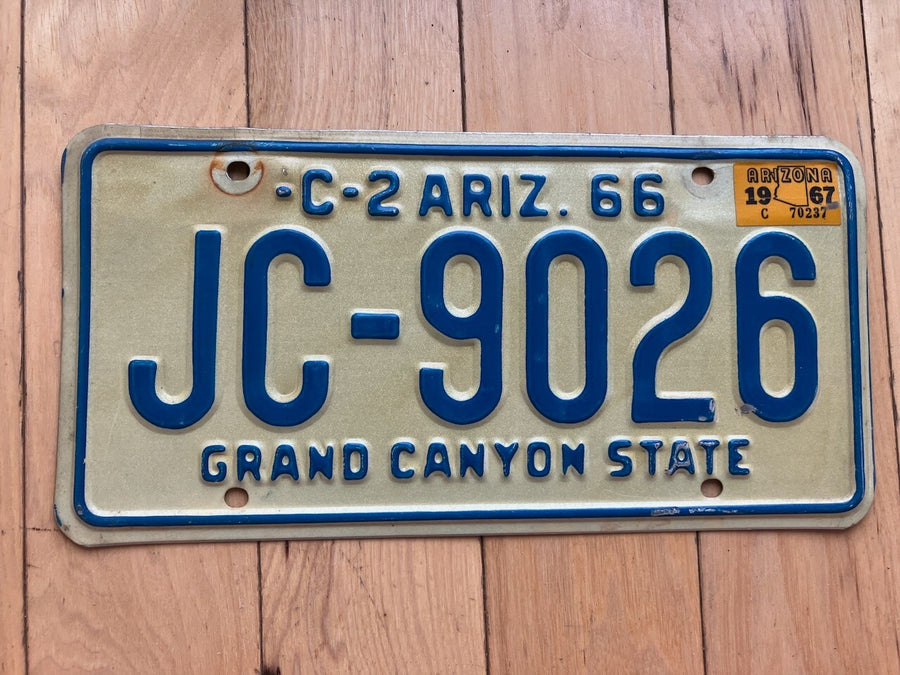 -C-2 ARIZ. 66
ARIZONA
19 67
C 70237
JC-9026
GRAND CANYON STATE